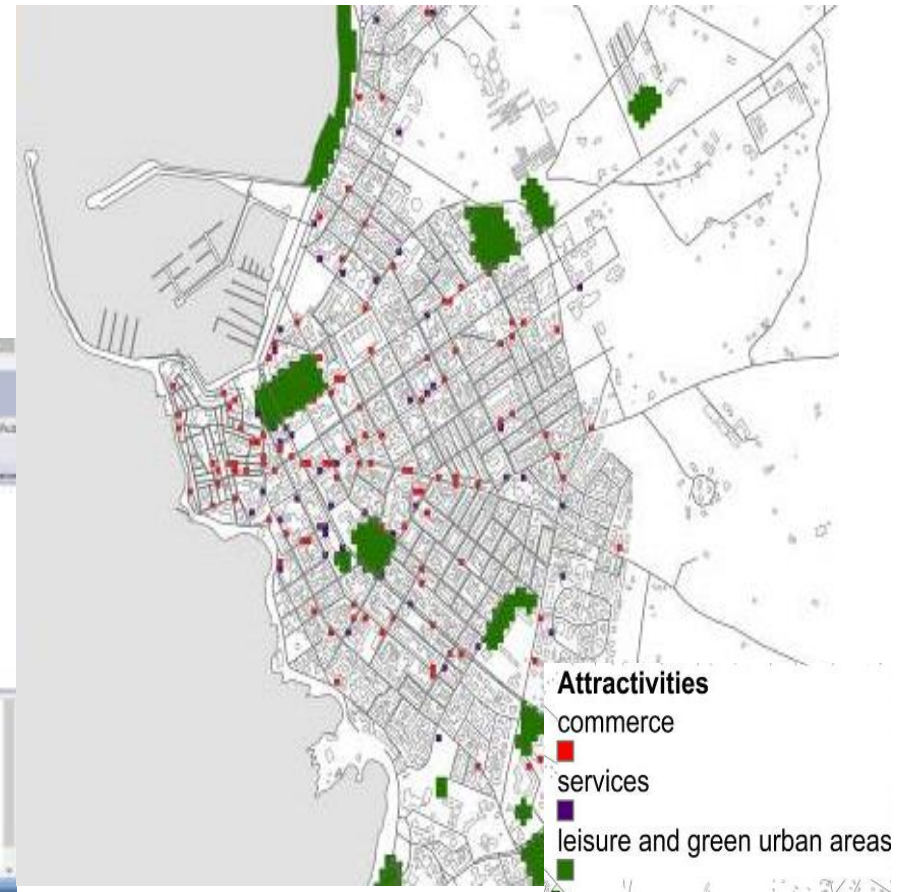 Attractivities
commerce
services
leisure and green urban areas